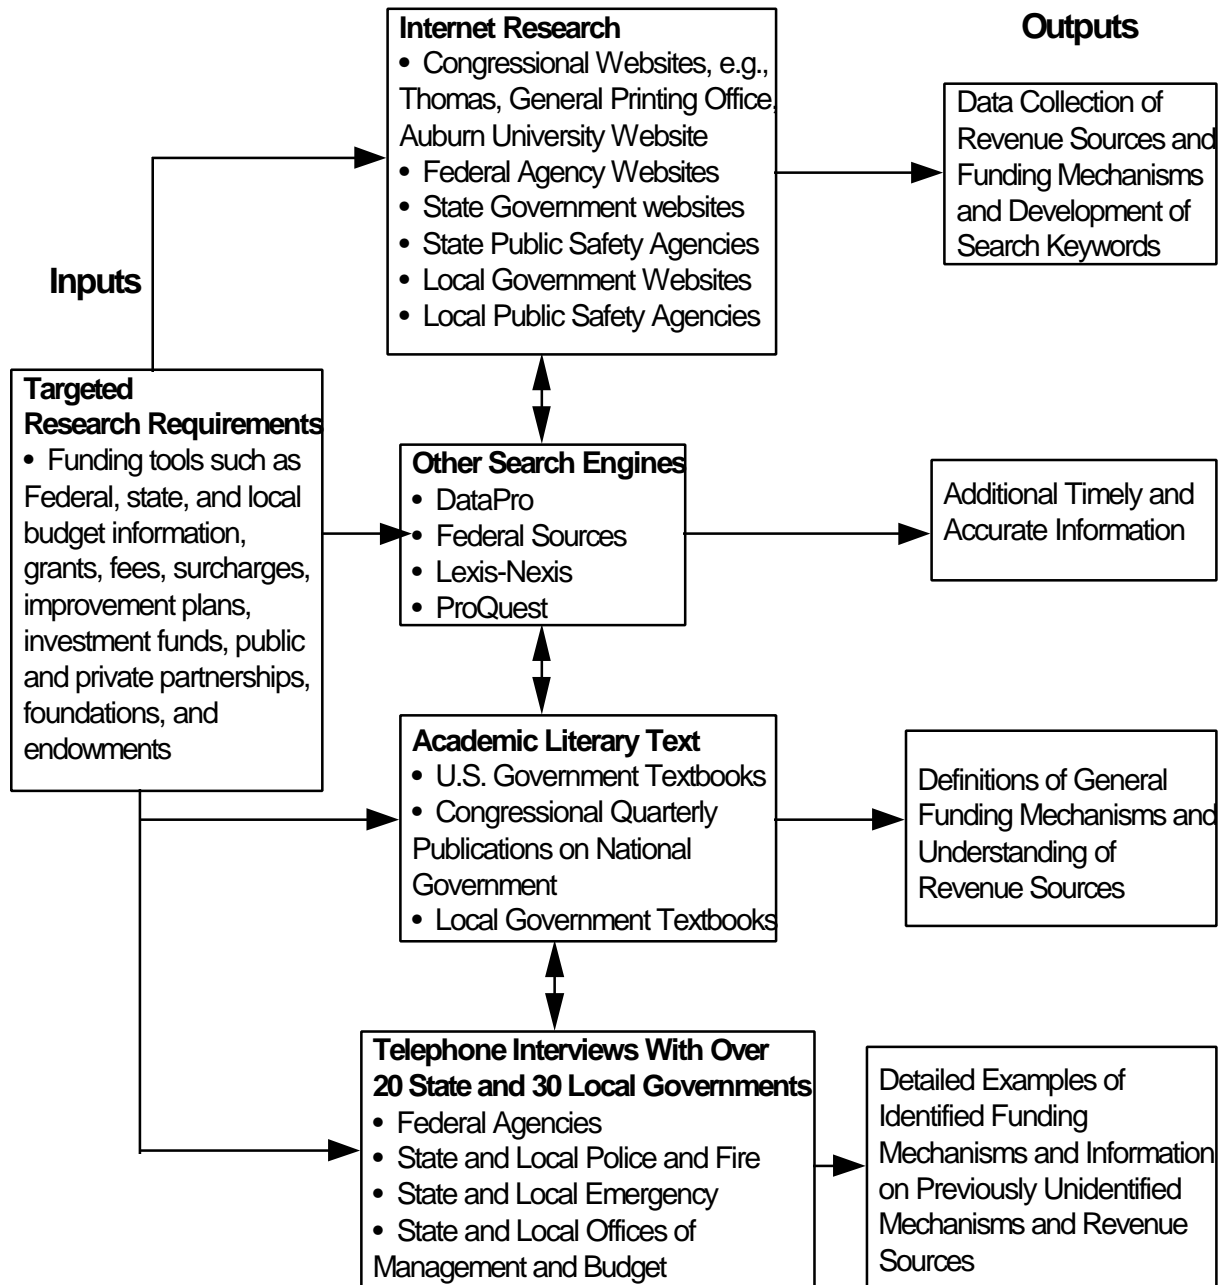 Internet Research
• Congressional Websites, e.g.,
Thomas, General Printing Office,
Auburn University Website
• Federal Agency Websites
• State Government websites
• State Public Safety Agencies
• Local Government Websites
• Local Public Safety Agencies
Outputs
Data Collection of
Revenue Sources and
Funding Mechanisms
and Development of
Search Keywords
Inputs
Targeted
Research Requirements
• Funding tools such as
Federal, state, and local
budget information,
grants, fees, surcharges,
improvement plans,
investment funds, public
and private partnerships,
foundations, and
endowments
Other Search Engines
• DataPro
• Federal Sources
• Lexis-Nexis
• ProQuest
Additional Timely and
Accurate Information
Academic Literary Text
• U.S. Government Textbooks
• Congressional Quarterly
Publications on National
Government
• Local Government Textbooks
Definitions of General
Funding Mechanisms and
Understanding of
Revenue Sources
Telephone Interviews With Over
20 State and 30 Local Governments
• Federal Agencies
• State and Local Police and Fire
• State and Local Emergency
• State and Local Offices of
Management and Budget
Detailed Examples of
Identified Funding
Mechanisms and Information
on Previously Unidentified
Mechanisms and Revenue
Sources